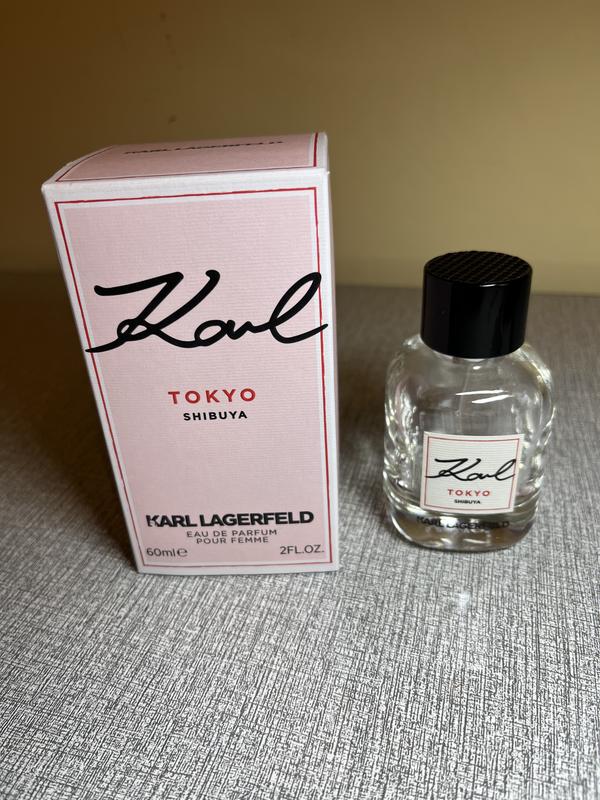 KARL LAGERFELD
Karl
TOKYO
SHIBUYA
KARL LAGERFELD
EAU DE PARFUM
POUR FEMME
60ml℮ 2FL.OZ.
Karl
TOKYO
SHIBUYA
KARL LAGERFELD